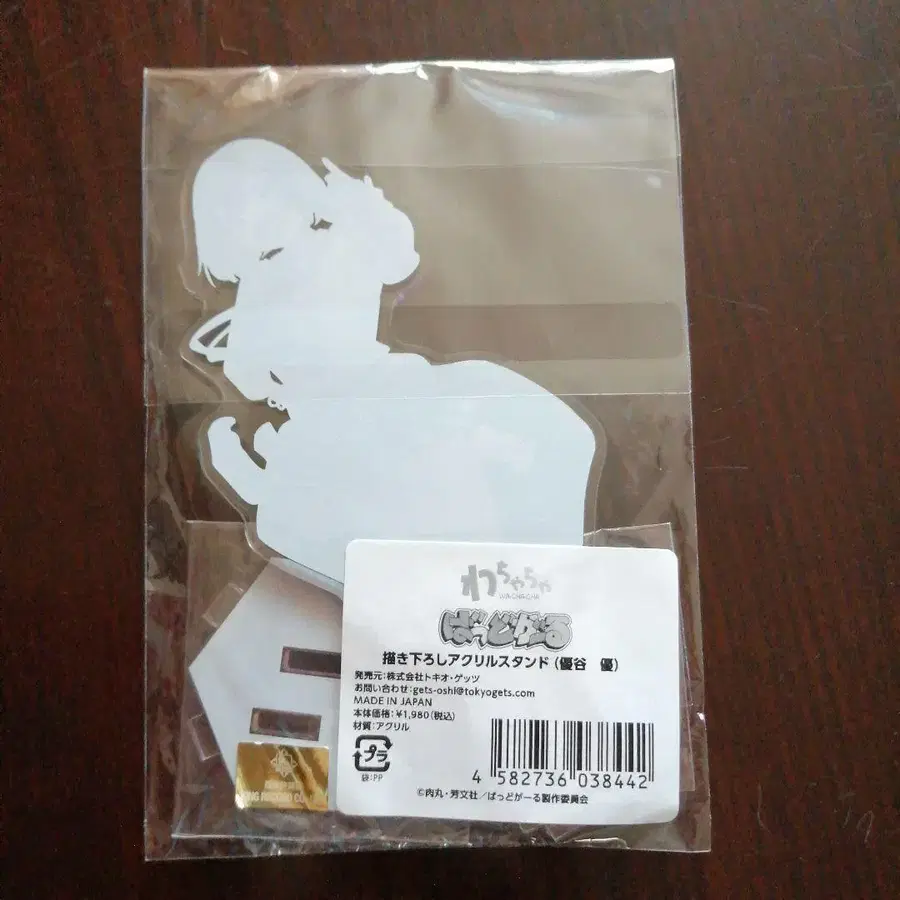 わちゃちゃ
WACHACHA
ばっどがーる
描き下ろしアクリルスタンド（優谷　優）
発売元：株式会社トキオ・ゲッツ
お問い合わせ：gets-oshi@tokyogets.com
MADE IN JAPAN
本体価格：￥1,980（税込）
材質：アクリル
プラ
袋：PP
4 582736 038442
©肉丸・芳文社／ばっどがーる製作委員会
KING RECORD CO.